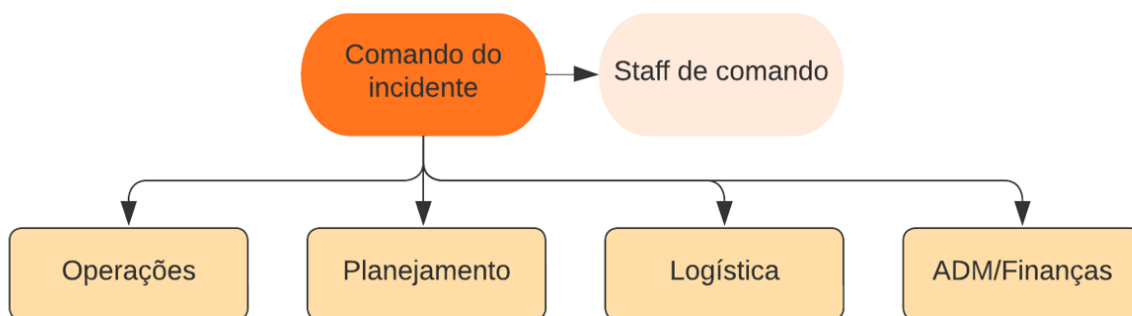 Comando do
incidente
Staff de comando
Operações
Planejamento
Logística
ADM/Finanças